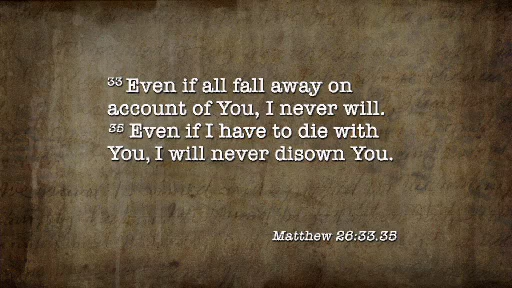 33 Even if all fall away on
account of You, I never will.
35 Even if I have to die with
You, I will never disown You.
Matthew 26:33.35